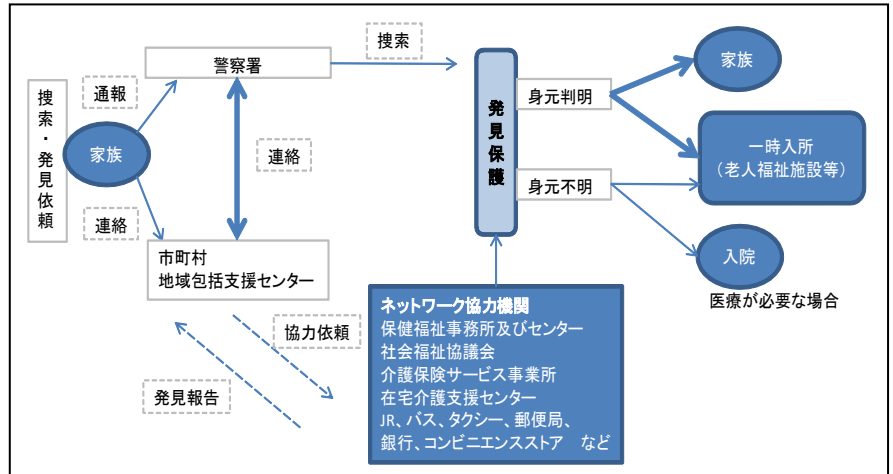 捜索・発見依頼
家族
通報
連絡
警察署
捜索
連絡
市町村
地域包括支援センター
協力依頼
発見報告
発見保護
身元判明
身元不明
家族
一時入所
（老人福祉施設等）
入院
医療が必要な場合
ネットワーク協力機関
保健福祉事務所及びセンター
社会福祉協議会
介護保険サービス事業所
在宅介護支援センター
JR、バス、タクシー、郵便局、
銀行、コンビニエンスストア　など